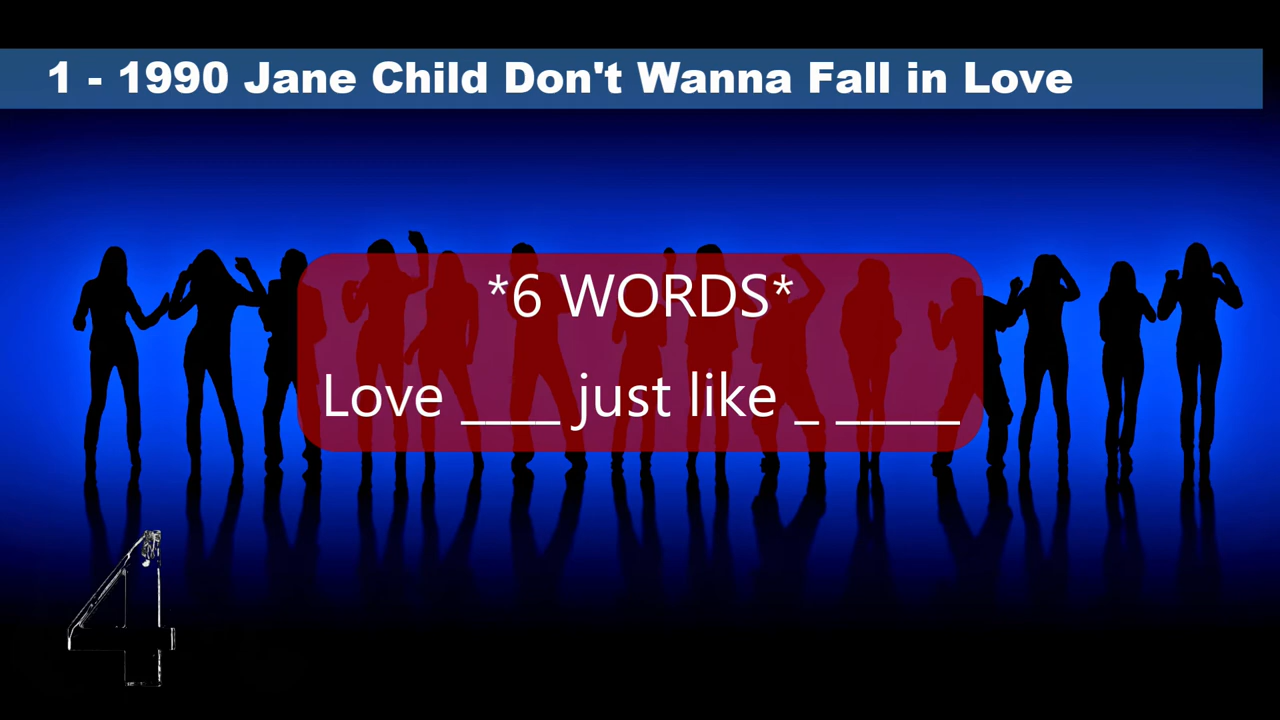 1 - 1990 Jane Child Don't Wanna Fall in Love
*6 WORDS*
Love ____ just like _ _____
4